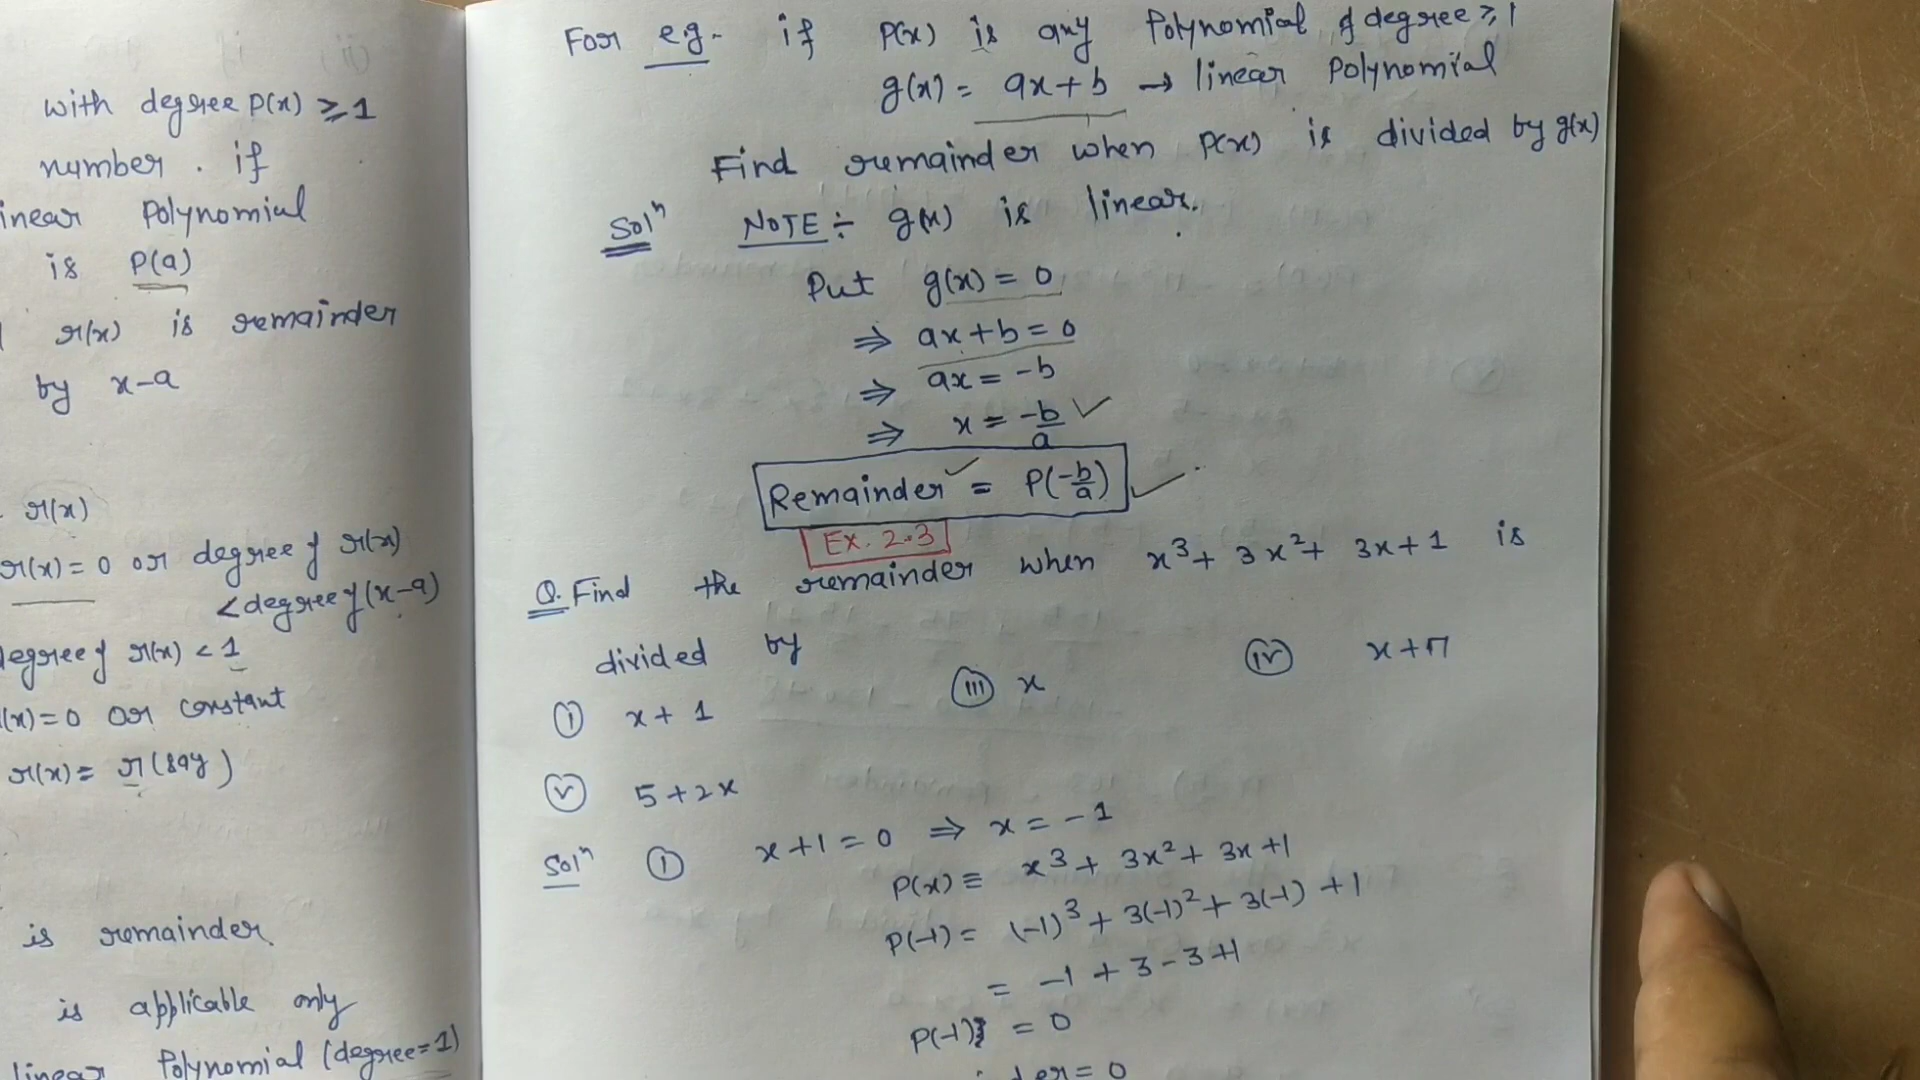 with degree P(x) ≥ 1
number. if
inear Polynomial
is P(a)
r(x) is remainder
by x-a
r(x)
r(x) = 0 or degree of r(x)
< degree of (x-a)
degree of r(x) < 1
(x) = 0 or constant
r(x) = r (say)
is remainder
is applicable only
linear Polynomial (degree = 1)
For eg. if P(x) is any Polynomial of degree ≥ 1
g(x) = ax+b → linear Polynomial
Find remainder when P(x) is divided by g(x)
Solⁿ NOTE ÷ g(x) is linear.
Put g(x) = 0
⇒ ax+b = 0
⇒ ax = -b
⇒ x = -b/a ✓
Remainder ✓ = P(-b/a) ✓
Ex. 2.3
Q. Find the remainder when x³ + 3x² + 3x + 1 is
divided by
(i) x + 1 (iii) x (iv) x + π
(v) 5 + 2x
Solⁿ (i) x + 1 = 0 ⇒ x = -1
P(x) = x³ + 3x² + 3x + 1
P(-1) = (-1)³ + 3(-1)² + 3(-1) + 1
= -1 + 3 - 3 + 1
P(-1) = 0
der = 0